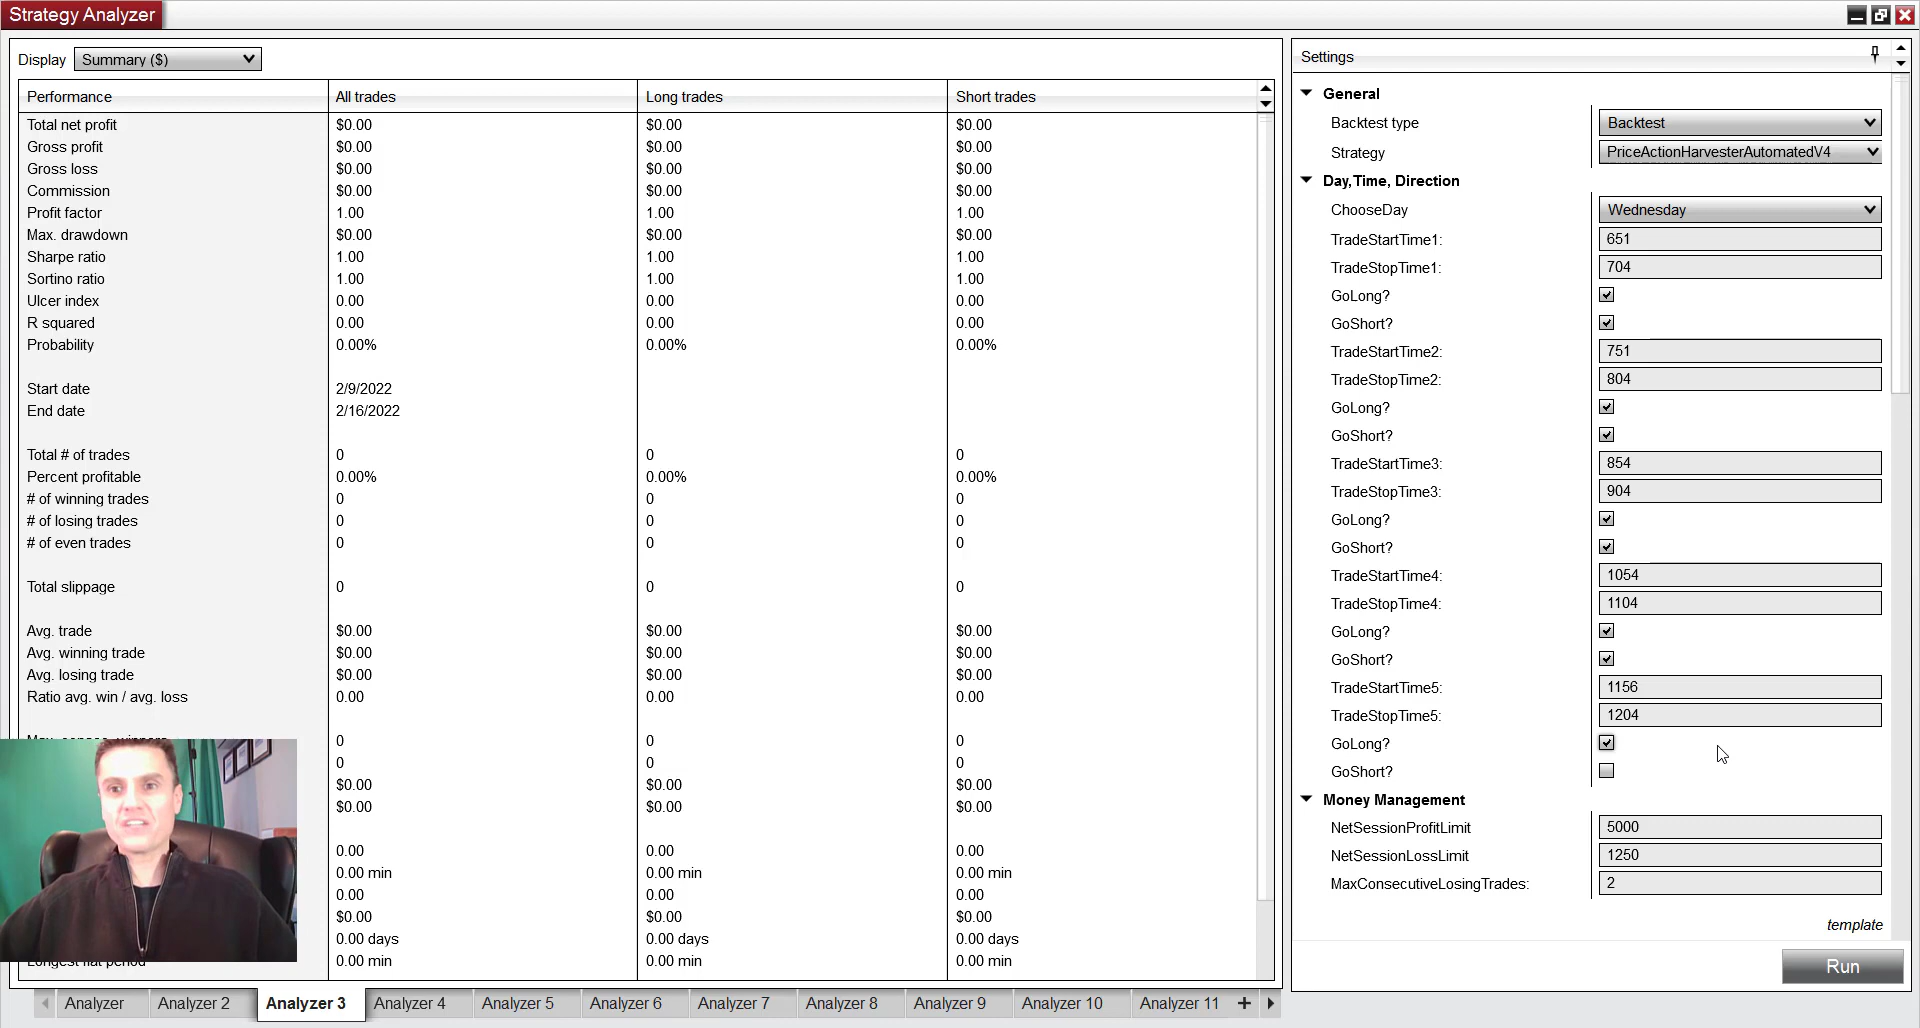 Strategy Analyzer
Display Summary ($)
Performance All trades Long trades Short trades
Total net profit $0.00 $0.00 $0.00
Gross profit $0.00 $0.00 $0.00
Gross loss $0.00 $0.00 $0.00
Commission $0.00 $0.00 $0.00
Profit factor 1.00 1.00 1.00
Max. drawdown $0.00 $0.00 $0.00
Sharpe ratio 1.00 1.00 1.00
Sortino ratio 1.00 1.00 1.00
Ulcer index 0.00 0.00 0.00
R squared 0.00 0.00 0.00
Probability 0.00% 0.00% 0.00%
Start date 2/9/2022
End date 2/16/2022
Total # of trades 0 0 0
Percent profitable 0.00% 0.00% 0.00%
# of winning trades 0 0 0
# of losing trades 0 0 0
# of even trades 0 0 0
Total slippage 0 0 0
Avg. trade $0.00 $0.00 $0.00
Avg. winning trade $0.00 $0.00 $0.00
Avg. losing trade $0.00 $0.00 $0.00
Ratio avg. win / avg. loss 0.00 0.00 0.00
0 0 0
0 0 0
$0.00 $0.00 $0.00
$0.00 $0.00 $0.00
0.00 0.00 0.00
0.00 min 0.00 min 0.00 min
0.00 0.00 0.00
$0.00 $0.00 $0.00
0.00 days 0.00 days 0.00 days
0.00 min 0.00 min 0.00 min
Analyzer Analyzer 2 Analyzer 3 Analyzer 4 Analyzer 5 Analyzer 6 Analyzer 7 Analyzer 8 Analyzer 9 Analyzer 10 Analyzer 11 +
Settings
General
Backtest type Backtest
Strategy PriceActionHarvesterAutomatedV4
Day,Time, Direction
ChooseDay Wednesday
TradeStartTime1: 651
TradeStopTime1: 704
GoLong?
GoShort?
TradeStartTime2: 751
TradeStopTime2: 804
GoLong?
GoShort?
TradeStartTime3: 854
TradeStopTime3: 904
GoLong?
GoShort?
TradeStartTime4: 1054
TradeStopTime4: 1104
GoLong?
GoShort?
TradeStartTime5: 1156
TradeStopTime5: 1204
GoLong?
GoShort?
Money Management
NetSessionProfitLimit 5000
NetSessionLossLimit 1250
MaxConsecutiveLosingTrades: 2
template
Run